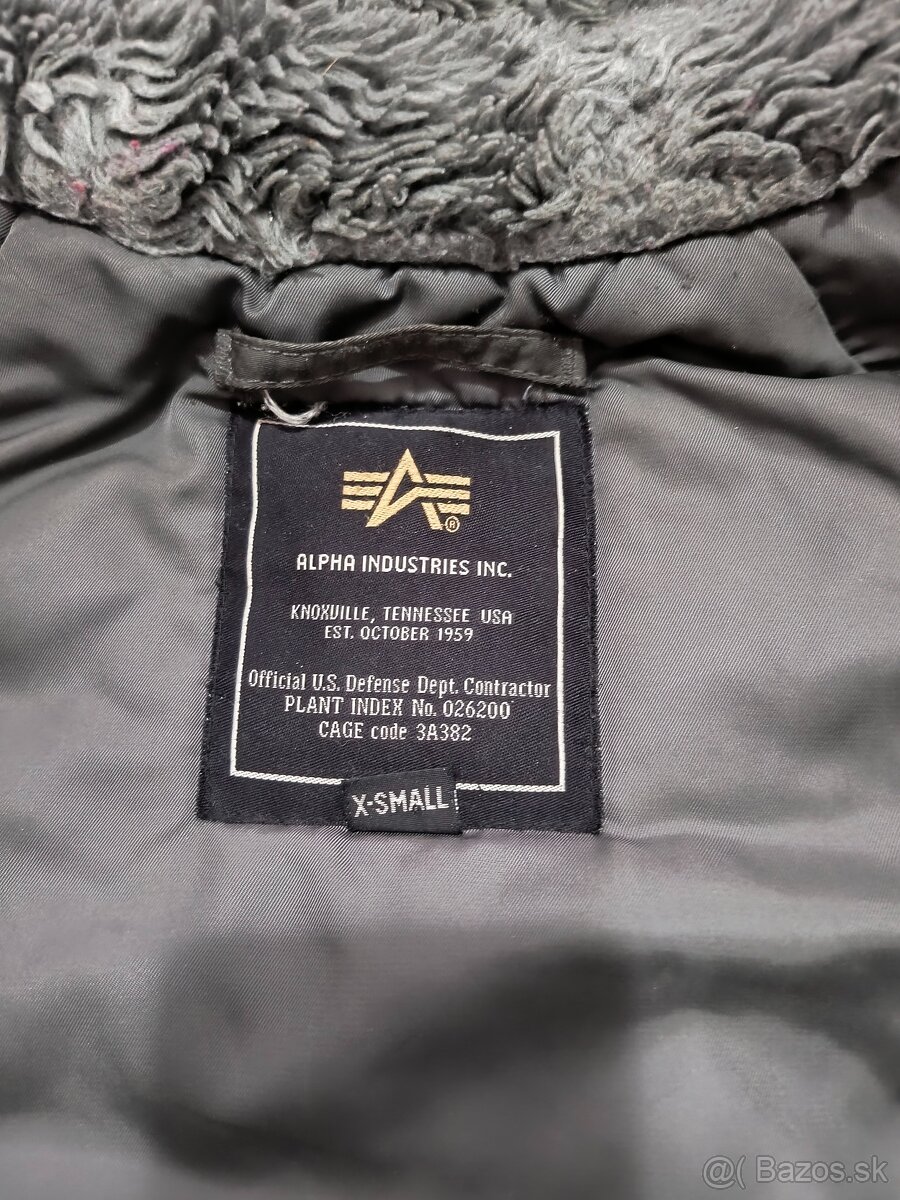 ®
ALPHA INDUSTRIES INC.
KNOXVILLE, TENNESSEE USA
EST. OCTOBER 1959
Official U.S. Defense Dept. Contractor
PLANT INDEX No. 026200
CAGE code 3A382
X-SMALL
@( Bazos.sk